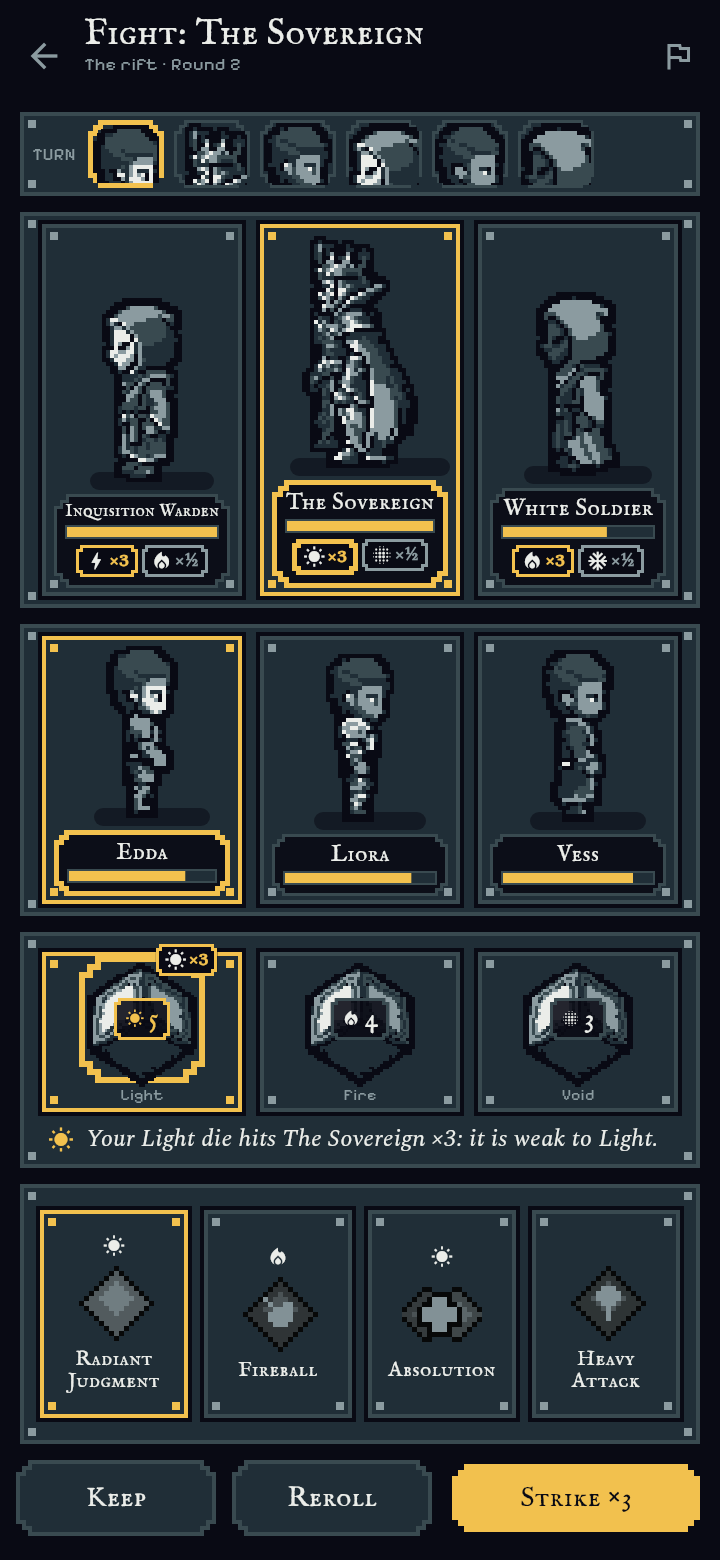 Fight: The Sovereign
The rift · Round 2
TURN
Inquisition Warden
×3 ×½
The Sovereign
×3 ×½
White Soldier
×3 ×½
Edda
Liora
Vess
×3
5
Light
4
Fire
3
Void
Your Light die hits The Sovereign ×3: it is weak to Light.
Radiant
Judgment
Fireball
Absolution
Heavy
Attack
Keep
Reroll
Strike ×3